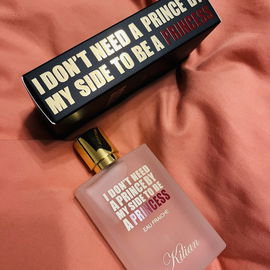 I DON'T NEED A PRINCE BY
MY SIDE TO BE A PRINCESS
I DON'T NEED
A PRINCE BY
MY SIDE TO BE
A PRINCESS
EAU FRAÎCHE
Kilian